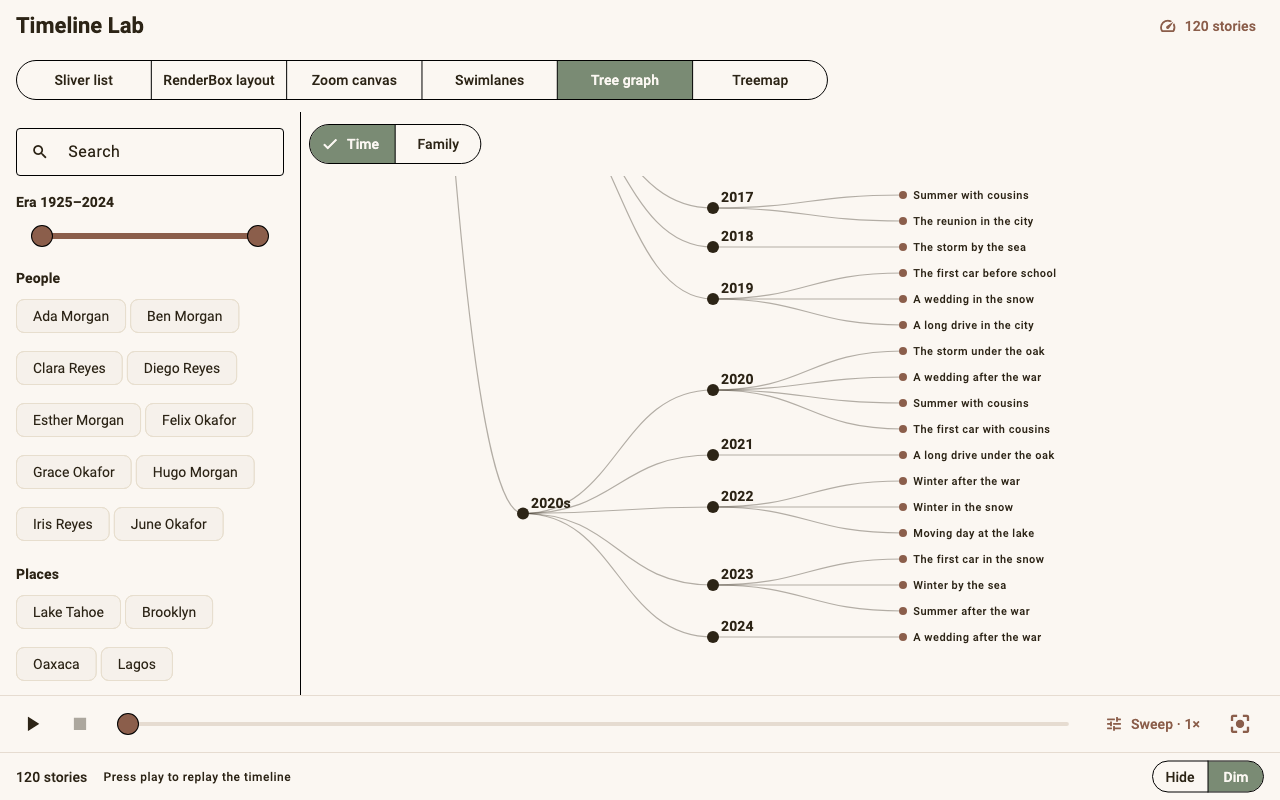 Timeline Lab
120 stories
Sliver list
RenderBox layout
Zoom canvas
Swimlanes
Tree graph
Treemap
Search
Era 1925–2024
People
Ada Morgan
Ben Morgan
Clara Reyes
Diego Reyes
Esther Morgan
Felix Okafor
Grace Okafor
Hugo Morgan
Iris Reyes
June Okafor
Places
Lake Tahoe
Brooklyn
Oaxaca
Lagos
Time
Family
2017
Summer with cousins
The reunion in the city
2018
The storm by the sea
2019
The first car before school
A wedding in the snow
A long drive in the city
2020s
2020
The storm under the oak
A wedding after the war
Summer with cousins
The first car with cousins
2021
A long drive under the oak
2022
Winter after the war
Winter in the snow
Moving day at the lake
2023
The first car in the snow
Winter by the sea
Summer after the war
2024
A wedding after the war
Sweep · 1×
120 stories
Press play to replay the timeline
Hide
Dim